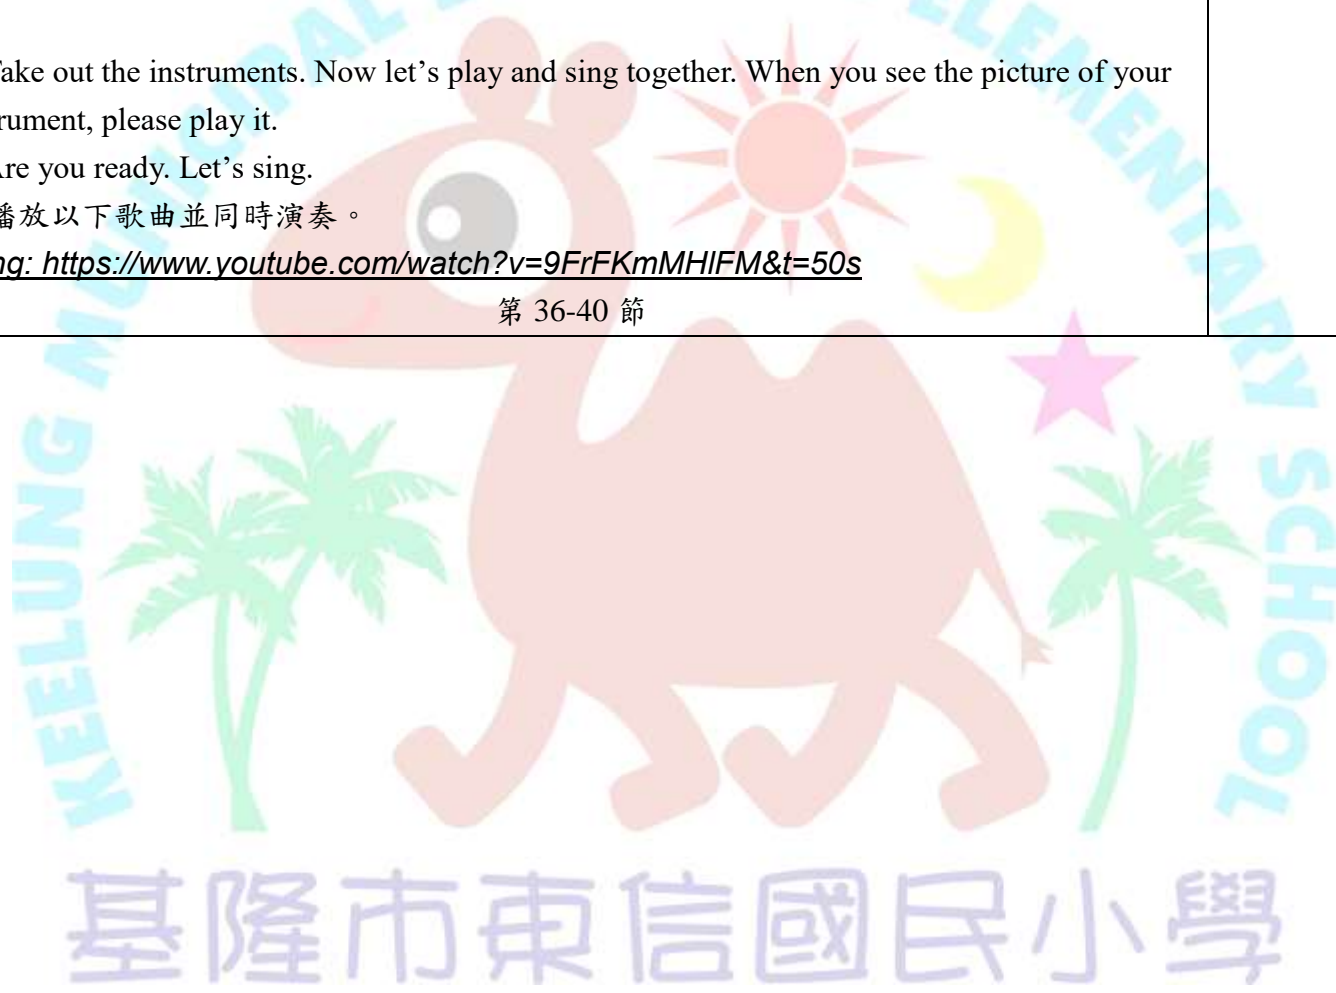 ake out the instruments. Now let’s play and sing together. When you see the picture of your
rument, please play it.
re you ready. Let’s sing.
播放以下歌曲並同時演奏。
ng: https://www.youtube.com/watch?v=9FrFKmMHlFM&t=50s
第 36-40 節
KEELUNG MUNICIPAL ELEMENTARY SCHOOL
基隆市東信國民小學